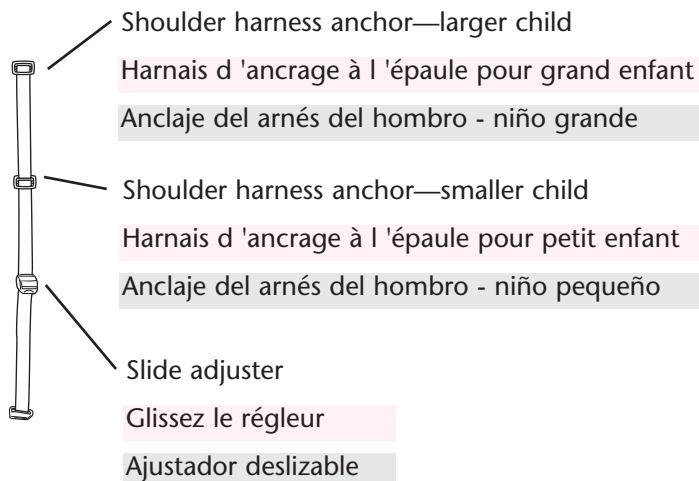 Shoulder harness anchor—larger child
Harnais d 'ancrage à l 'épaule pour grand enfant
Anclaje del arnés del hombro - niño grande
Shoulder harness anchor—smaller child
Harnais d 'ancrage à l 'épaule pour petit enfant
Anclaje del arnés del hombro - niño pequeño
Slide adjuster
Glissez le régleur
Ajustador deslizable